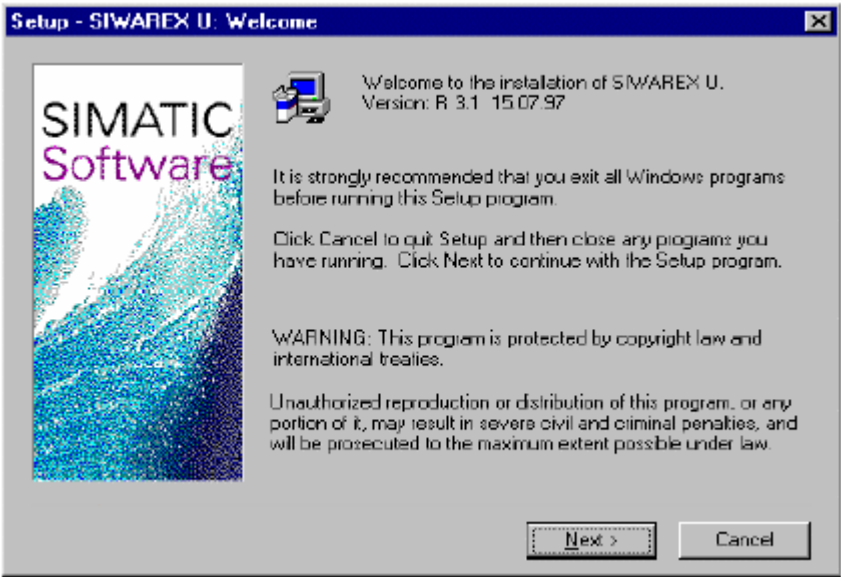 Setup - SIWAREX U: Welcome
SIMATIC
Software
Welcome to the installation of SIWAREX U.
Version: R 3.1 15.07.97
It is strongly recommended that you exit all Windows programs
before running this Setup program.
Click Cancel to quit Setup and then close any programs you
have running. Click Next to continue with the Setup program.
WARNING: This program is protected by copyright law and
international treaties.
Unauthorized reproduction or distribution of this program, or any
portion of it, may result in severe civil and criminal penalties, and
will be prosecuted to the maximum extent possible under law.
Next >
Cancel